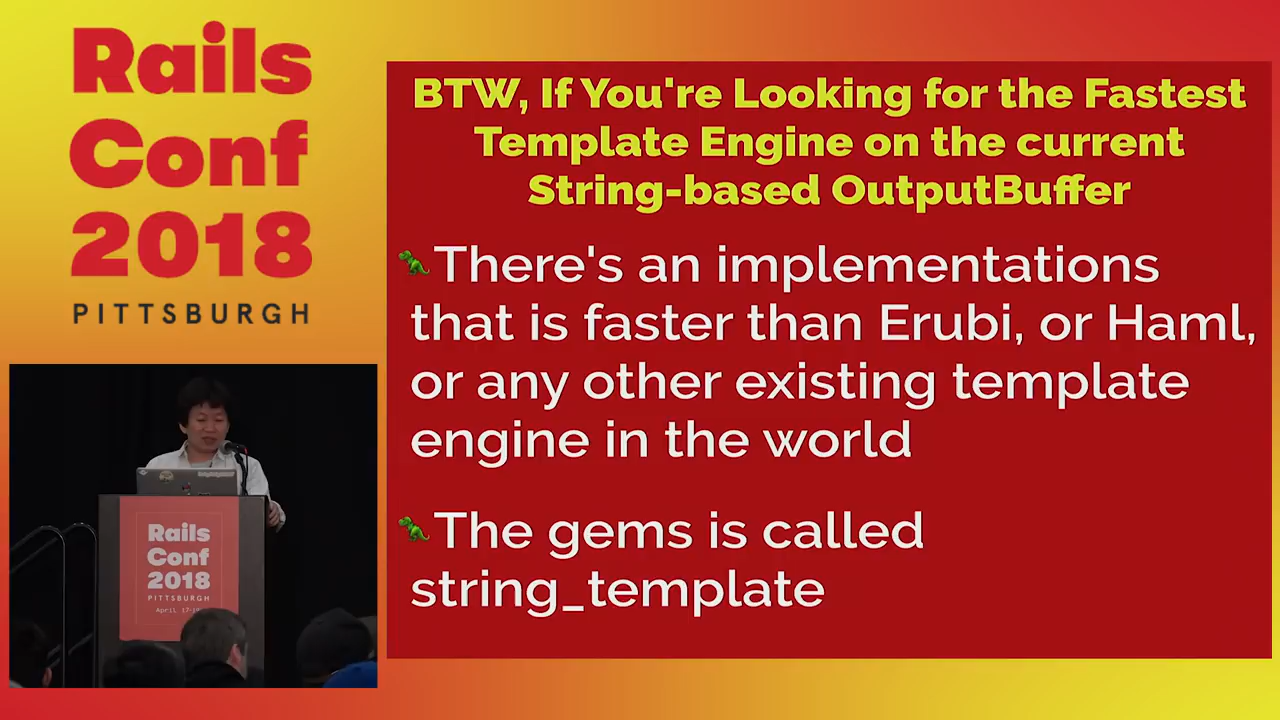 Rails
Conf
2018
PITTSBURGH
BTW, If You're Looking for the Fastest
Template Engine on the current
String-based OutputBuffer
There's an implementations
that is faster than Erubi, or Haml,
or any other existing template
engine in the world
The gems is called
string_template
Rails
Conf
2018
PITTSBURGH